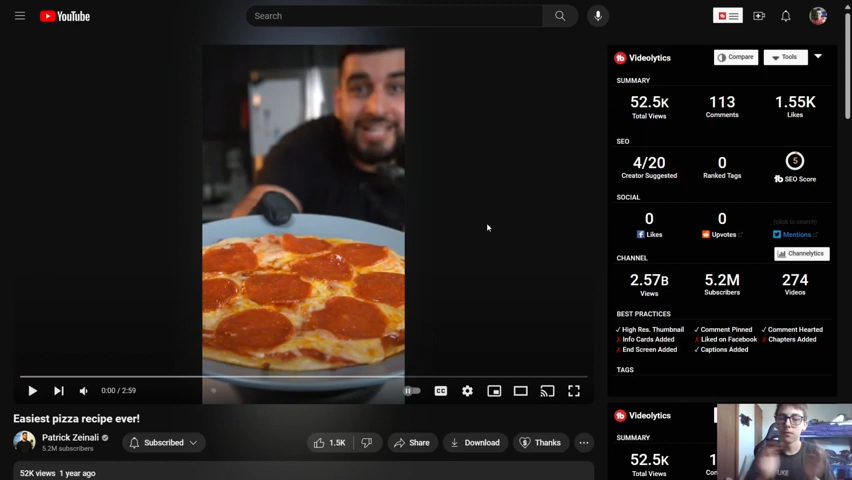 YouTube
Search
Videolytics
Compare
Tools
SUMMARY
52.5K
113
1.55K
Total Views
Comments
Likes
SEO
4/20
0
5
Creator Suggested
Ranked Tags
SEO Score
SOCIAL
0
0
(click to search)
Likes
Upvotes
Mentions
CHANNEL
Channelytics
2.57B
5.2M
274
Views
Subscribers
Videos
BEST PRACTICES
✓ High Res. Thumbnail
✓ Comment Pinned
✓ Comment Hearted
✗ Info Cards Added
✗ Liked on Facebook
✗ Chapters Added
✗ End Screen Added
✓ Captions Added
TAGS
0:00 / 2:59
CC
Easiest pizza recipe ever!
Patrick Zeinali
5.2M subscribers
Subscribed
1.5K
Share
Download
Thanks
52K views 1 year ago
Videolytics
SUMMARY
52.5K